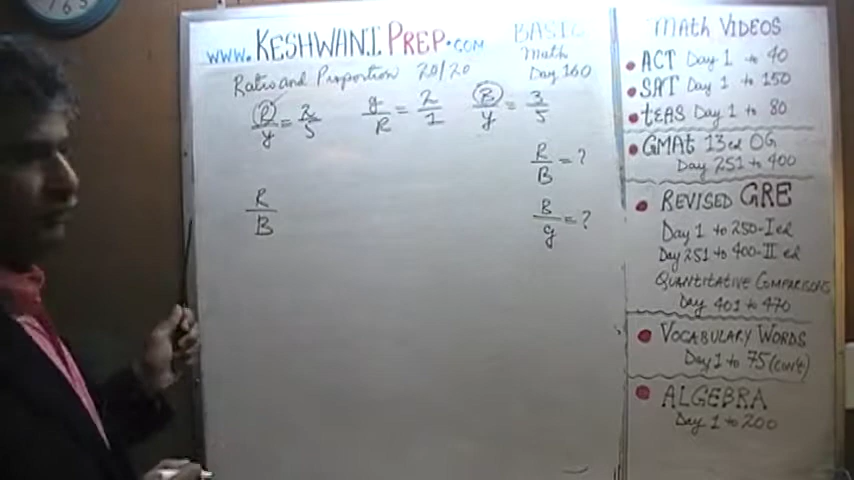 www.KESHWANI PREP.COM
BASIC
Math
Day 160
Ratio and Proportion 20/20
R/y = 2/5 g/R = 2/1 B/y = 3/5
R/B = ?
R/B
B/g = ?
Math VIDEOS
ACT Day 1 to 40
SAT Day 1 to 150
tEAS Day 1 to 80
GMAt 13ed OG
Day 251 to 400
REVISED GRE
Day 1 to 250-I ed
Day 251 to 400-II ed
QUANTITATIVE COMPARISONS
Day 401 to 470
VOCABULARY WORDS
Day 1 to 75 (con't)
ALGEBRA
Day 1 to 200